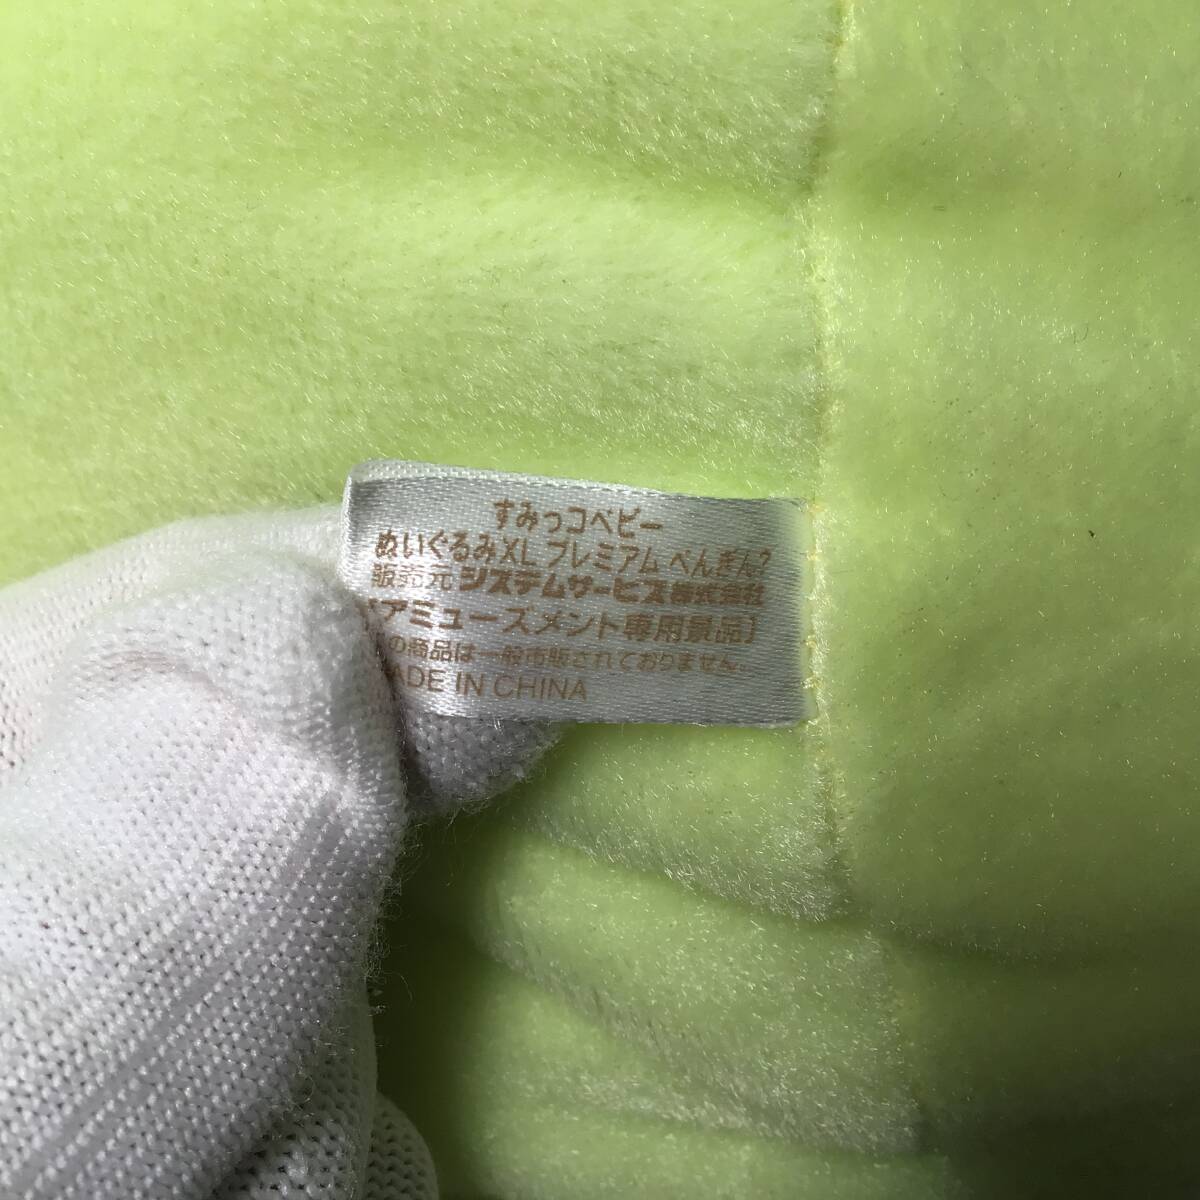 すみっコベビー
ぬいぐるみXL プレミアム ぺんぎん?
販売元 システムサービス株式会社
アミューズメント専用景品】
の商品は一般市販されておりません。
ADE IN CHINA